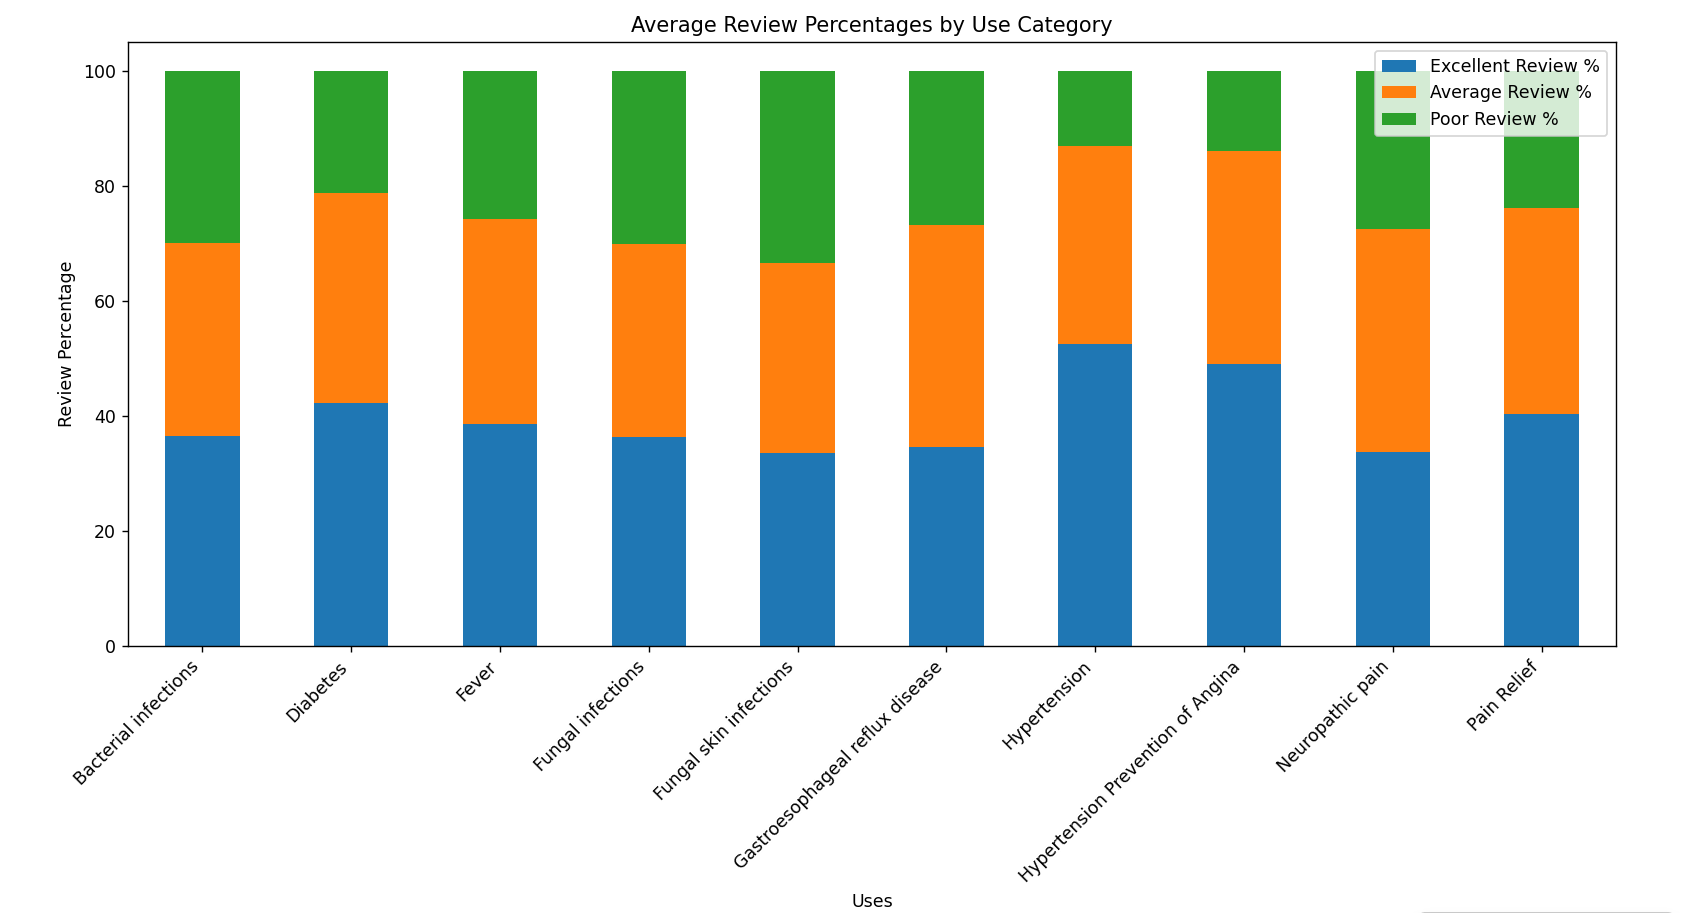 Average Review Percentages by Use Category
Excellent Review %
Average Review %
Poor Review %
Review Percentage
100
80
60
40
20
0
Bacterial infections
Diabetes
Fever
Fungal infections
Fungal skin infections
Gastroesophageal reflux disease
Hypertension
Hypertension Prevention of Angina
Neuropathic pain
Pain Relief
Uses